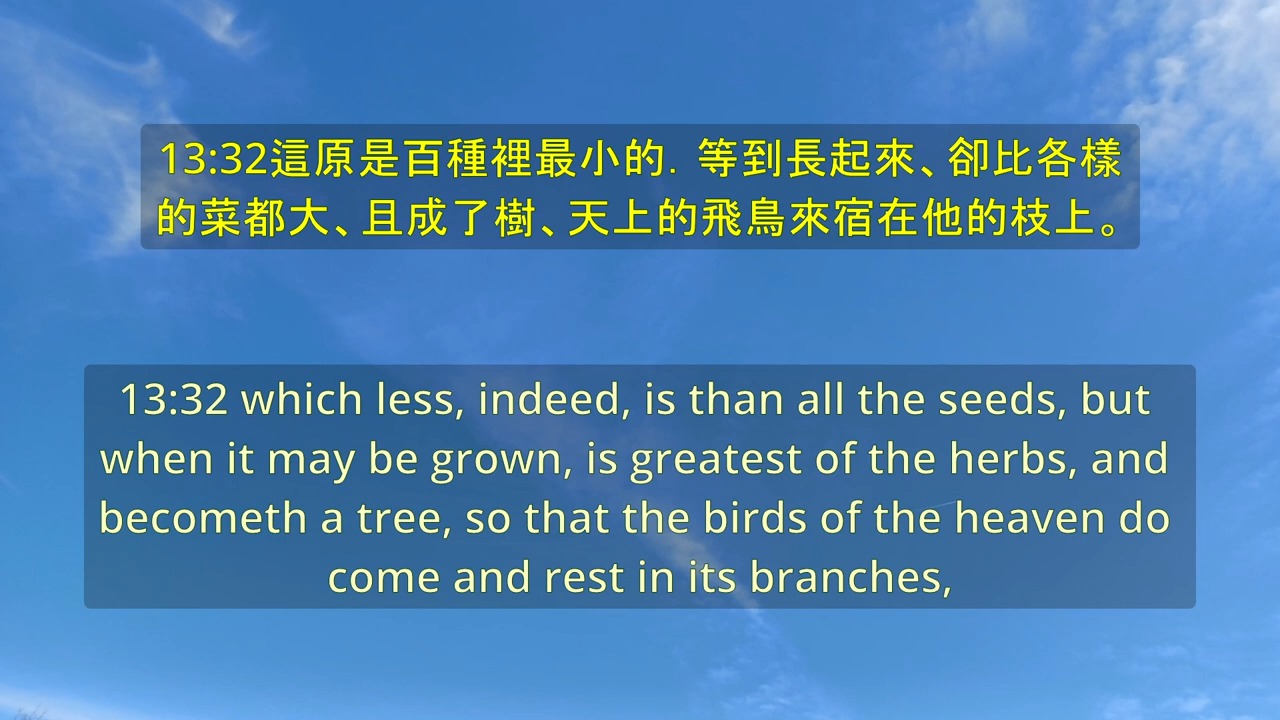 13:32這原是百種裡最小的．等到長起來、卻比各樣
的菜都大、且成了樹、天上的飛鳥來宿在他的枝上。
13:32 which less, indeed, is than all the seeds, but
when it may be grown, is greatest of the herbs, and
becometh a tree, so that the birds of the heaven do
come and rest in its branches,